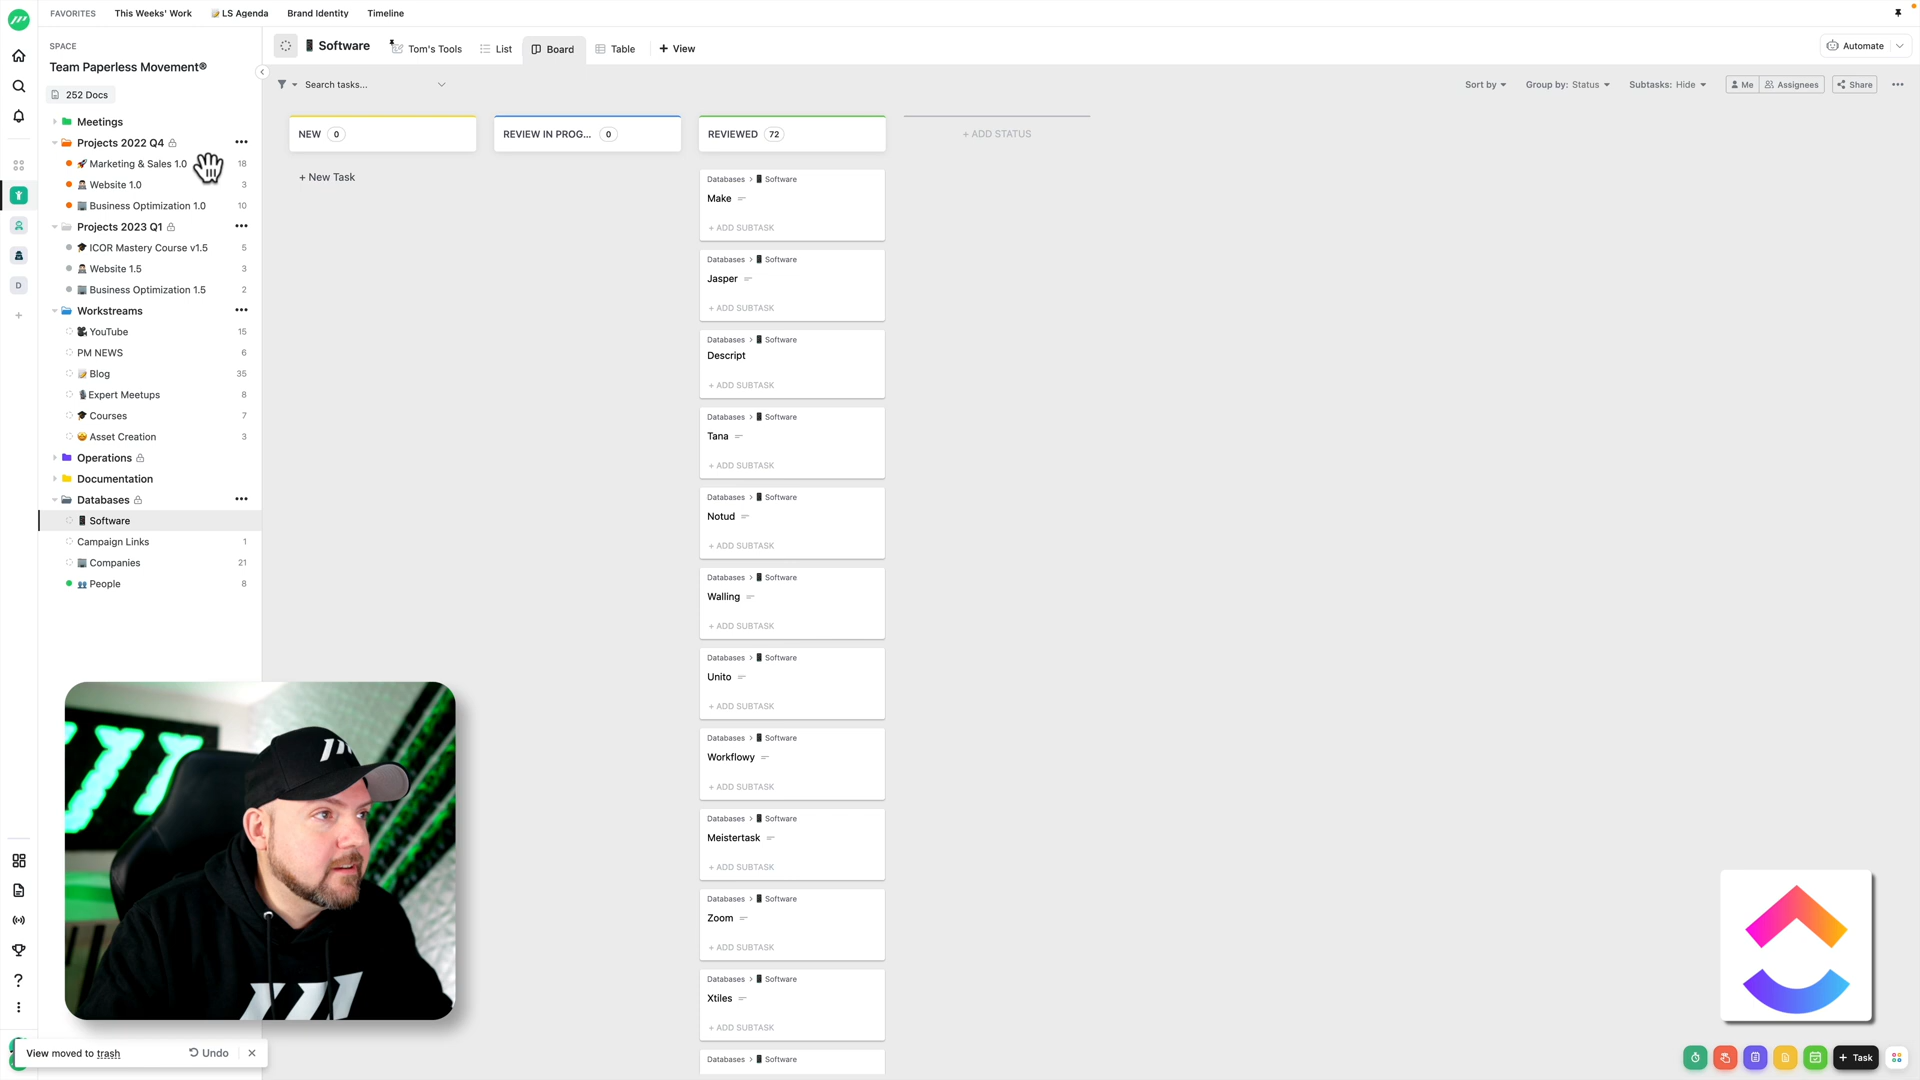 FAVORITES This Weeks' Work LS Agenda Brand Identity Timeline
SPACE
Team Paperless Movement®
252 Docs
Meetings
Projects 2022 Q4
Marketing & Sales 1.0 18
Website 1.0 3
Business Optimization 1.0 10
Projects 2023 Q1
ICOR Mastery Course v1.5 5
Website 1.5 3
Business Optimization 1.5 2
Workstreams
YouTube 15
PM NEWS 6
Blog 35
Expert Meetups 8
Courses 7
Asset Creation 3
Operations
Documentation
Databases
Software
Campaign Links 1
Companies 21
People 8
D
Software Tom's Tools List Board Table + View Automate
Search tasks... Sort by Group by: Status Subtasks: Hide Me Assignees Share
NEW 0
+ New Task
REVIEW IN PROG... 0
REVIEWED 72
+ ADD STATUS
Databases > Software
Make
+ ADD SUBTASK
Databases > Software
Jasper
+ ADD SUBTASK
Databases > Software
Descript
+ ADD SUBTASK
Databases > Software
Tana
+ ADD SUBTASK
Databases > Software
Notud
+ ADD SUBTASK
Databases > Software
Walling
+ ADD SUBTASK
Databases > Software
Unito
+ ADD SUBTASK
Databases > Software
Workflowy
+ ADD SUBTASK
Databases > Software
Meistertask
+ ADD SUBTASK
Databases > Software
Zoom
+ ADD SUBTASK
Databases > Software
Xtiles
+ ADD SUBTASK
Databases > Software
View moved to trash Undo
+ Task